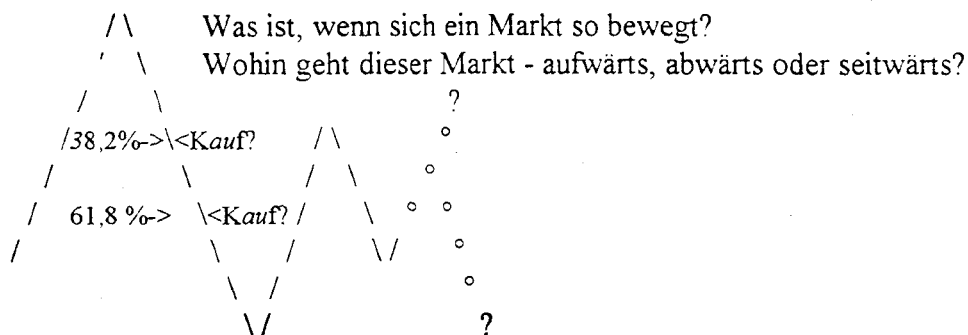 Was ist, wenn sich ein Markt so bewegt?
Wohin geht dieser Markt - aufwärts, abwärts oder seitwärts?
?
/38,2%->\<Kauf?
61,8 %-> \<Kauf? /
?